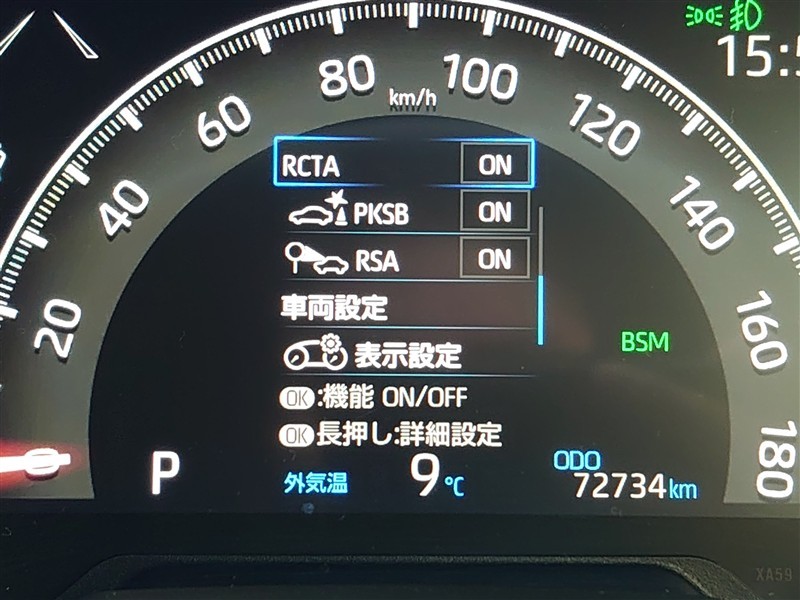 15:5
80
100
km/h
60
120
40
140
20
160
0
180
RCTA ON
PKSB ON
RSA ON
車両設定
BSM
表示設定
OK:機能 ON/OFF
OK長押し:詳細設定
P
外気温 9℃
ODO
72734km
XA59